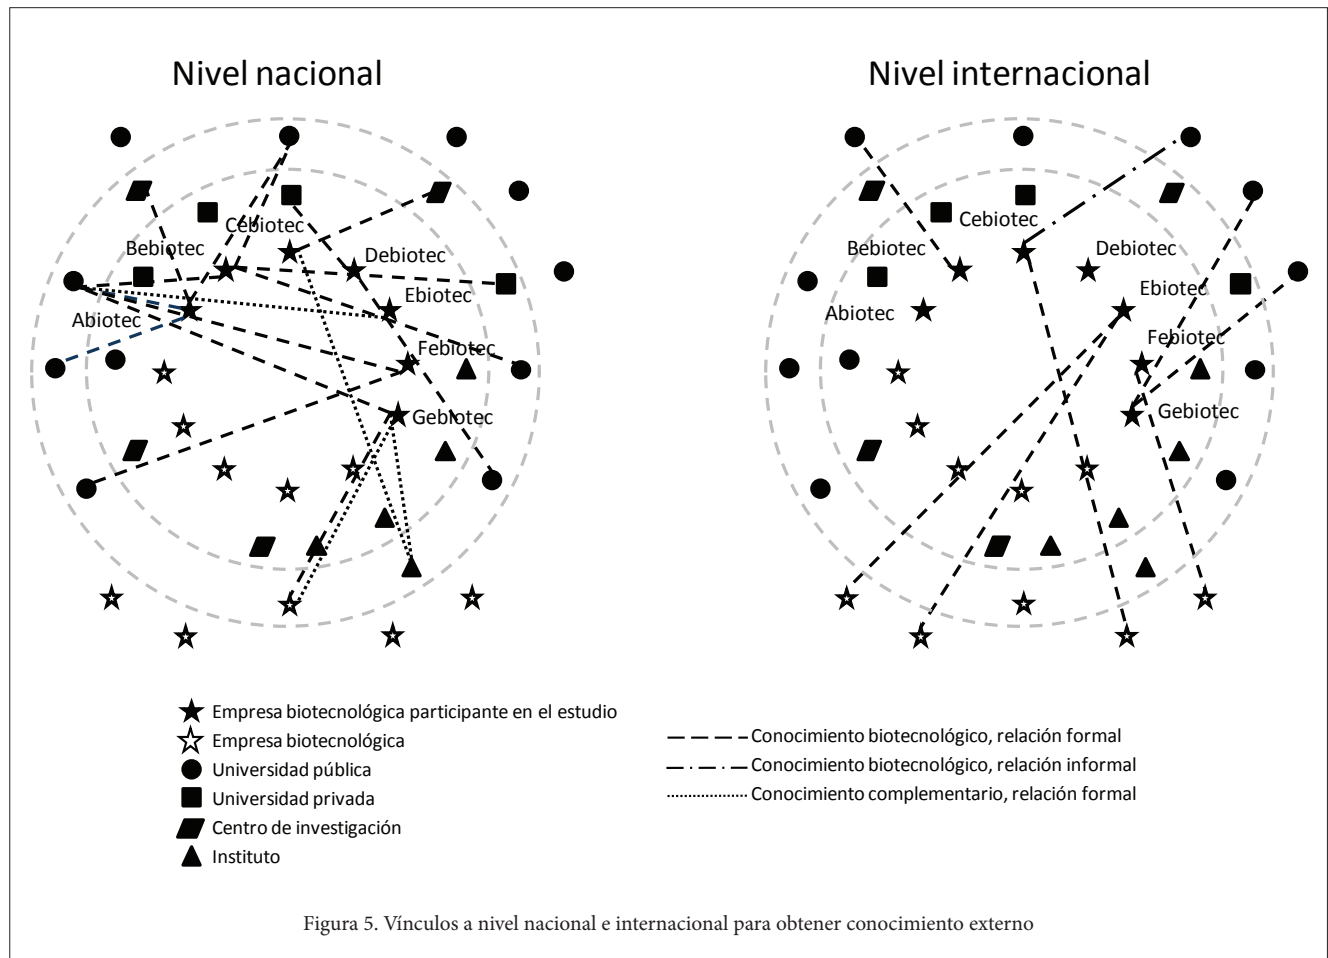 Nivel nacional
Nivel internacional
Cebiotec
Bebiotec
Debiotec
Ebiotec
Abiotec
Febiotec
Gebiotec
Cebiotec
Bebiotec
Debiotec
Ebiotec
Abiotec
Febiotec
Gebiotec
Empresa biotecnológica participante en el estudio
Empresa biotecnológica
Universidad pública
Universidad privada
Centro de investigación
Instituto
Conocimiento biotecnológico, relación formal
Conocimiento biotecnológico, relación informal
Conocimiento complementario, relación formal
Figura 5. Vínculos a nivel nacional e internacional para obtener conocimiento externo